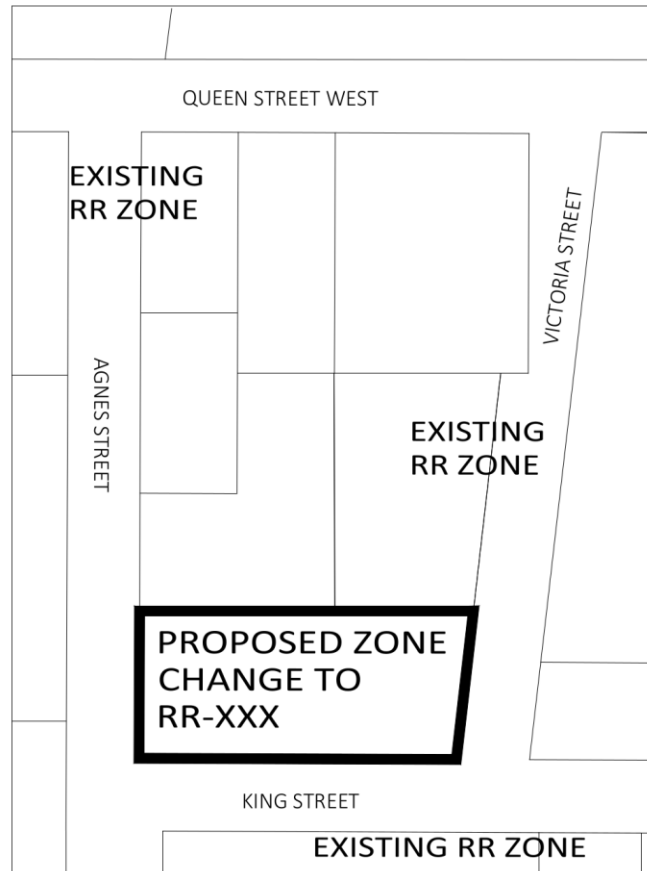 QUEEN STREET WEST
EXISTING
RR ZONE
VICTORIA STREET
AGNES STREET
EXISTING
RR ZONE
PROPOSED ZONE
CHANGE TO
RR-XXX
KING STREET
EXISTING RR ZONE